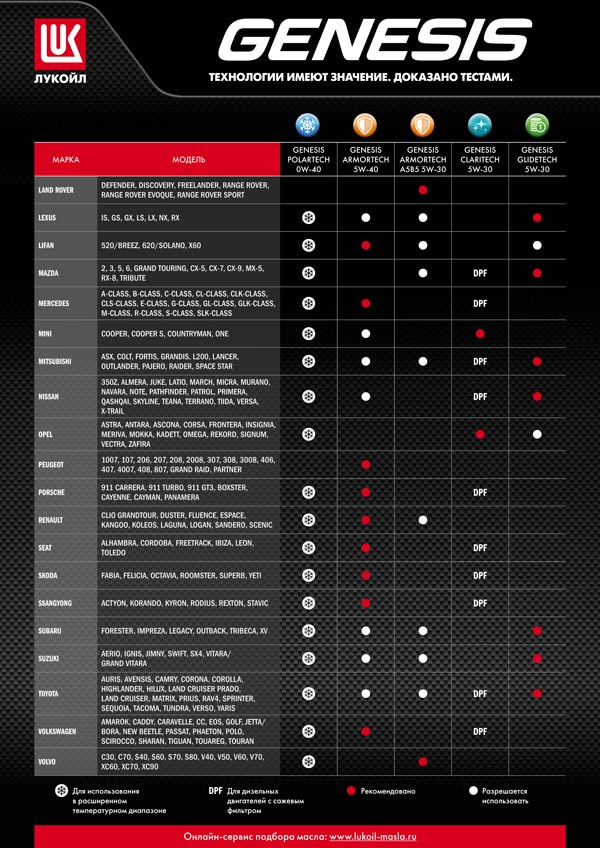 ЛУКОЙЛ
GENESIS
ТЕХНОЛОГИИ ИМЕЮТ ЗНАЧЕНИЕ. ДОКАЗАНО ТЕСТАМИ.
1
МАРКА
МОДЕЛЬ
GENESIS
POLARTECH
0W-40
GENESIS
ARMORTECH
5W-40
GENESIS
ARMORTECH
A5B5 5W-30
GENESIS
CLARITECH
5W-30
GENESIS
GLIDETECH
5W-30
LAND ROVER
DEFENDER, DISCOVERY, FREELANDER, RANGE ROVER,
RANGE ROVER EVOQUE, RANGE ROVER SPORT
LEXUS
IS, GS, GX, LS, LX, NX, RX
LIFAN
520/BREEZ, 620/SOLANO, X60
MAZDA
2, 3, 5, 6, GRAND TOURING, CX-5, CX-7, CX-9, MX-5,
RX-8, TRIBUTE
DPF
MERCEDES
A-CLASS, B-CLASS, C-CLASS, CL-CLASS, CLK-CLASS,
CLS-CLASS, E-CLASS, G-CLASS, GL-CLASS, GLK-CLASS,
M-CLASS, R-CLASS, S-CLASS, SLK-CLASS
DPF
MINI
COOPER, COOPER S, COUNTRYMAN, ONE
MITSUBISHI
ASX, COLT, FORTIS, GRANDIS, L200, LANCER,
OUTLANDER, PAJERO, RAIDER, SPACE STAR
DPF
NISSAN
350Z, ALMERA, JUKE, LATIO, MARCH, MICRA, MURANO,
NAVARA, NOTE, PATHFINDER, PATROL, PRIMERA,
QASHQAI, SKYLINE, TEANA, TERRANO, TIIDA, VERSA,
X-TRAIL
DPF
OPEL
ASTRA, ANTARA, ASCONA, CORSA, FRONTERA, INSIGNIA,
MERIVA, MOKKA, KADETT, OMEGA, REKORD, SIGNUM,
VECTRA, ZAFIRA
PEUGEOT
1007, 107, 206, 207, 208, 2008, 307, 308, 3008, 406,
407, 4007, 408, 807, GRAND RAID, PARTNER
PORSCHE
911 CARRERA, 911 TURBO, 911 GT3, BOXSTER,
CAYENNE, CAYMAN, PANAMERA
DPF
RENAULT
CLIO GRANDTOUR, DUSTER, FLUENCE, ESPACE,
KANGOO, KOLEOS, LAGUNA, LOGAN, SANDERO, SCENIC
SEAT
ALHAMBRA, CORDOBA, FREETRACK, IBIZA, LEON,
TOLEDO
DPF
SKODA
FABIA, FELICIA, OCTAVIA, ROOMSTER, SUPERB, YETI
DPF
SSANGYONG
ACTYON, KORANDO, KYRON, RODIUS, REXTON, STAVIC
DPF
SUBARU
FORESTER, IMPREZA, LEGACY, OUTBACK, TRIBECA, XV
SUZUKI
AERIO, IGNIS, JIMNY, SWIFT, SX4, VITARA/
GRAND VITARA
TOYOTA
AURIS, AVENSIS, CAMRY, CORONA, COROLLA,
HIGHLANDER, HILUX, LAND CRUISER PRADO,
LAND CRUISER, MATRIX, PRIUS, RAV4, SPRINTER,
SEQUOIA, TACOMA, TUNDRA, VERSO, YARIS
DPF
VOLKSWAGEN
AMAROK, CADDY, CARAVELLE, CC, EOS, GOLF, JETTA/
BORA, NEW BEETLE, PASSAT, PHAETON, POLO,
SCIROCCO, SHARAN, TIGUAN, TOUAREG, TOURAN
DPF
VOLVO
C30, C70, S40, S60, S70, S80, V40, V50, V60, V70,
XC60, XC70, XC90
Для использования
в расширенном
температурном диапазоне
DPF
Для дизельных
двигателей с сажевым
фильтром
Рекомендовано
Разрешается
использовать
Онлайн-сервис подбора масла: www.lukoil-masla.ru